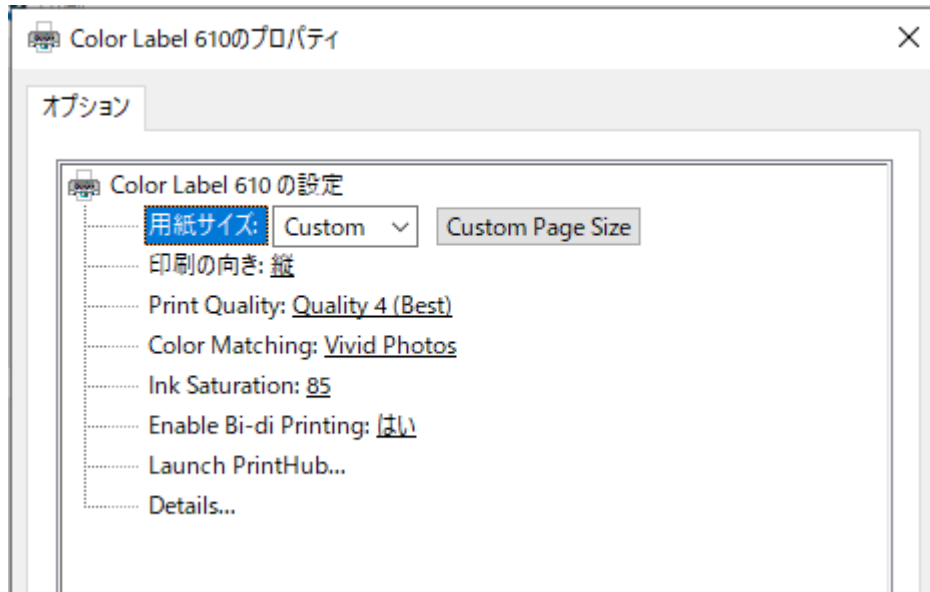 Color Label 610のプロパティ
オプション
Color Label 610 の設定
用紙サイズ: Custom Custom Page Size
印刷の向き: 縦
Print Quality: Quality 4 (Best)
Color Matching: Vivid Photos
Ink Saturation: 85
Enable Bi-di Printing: はい
Launch PrintHub...
Details...